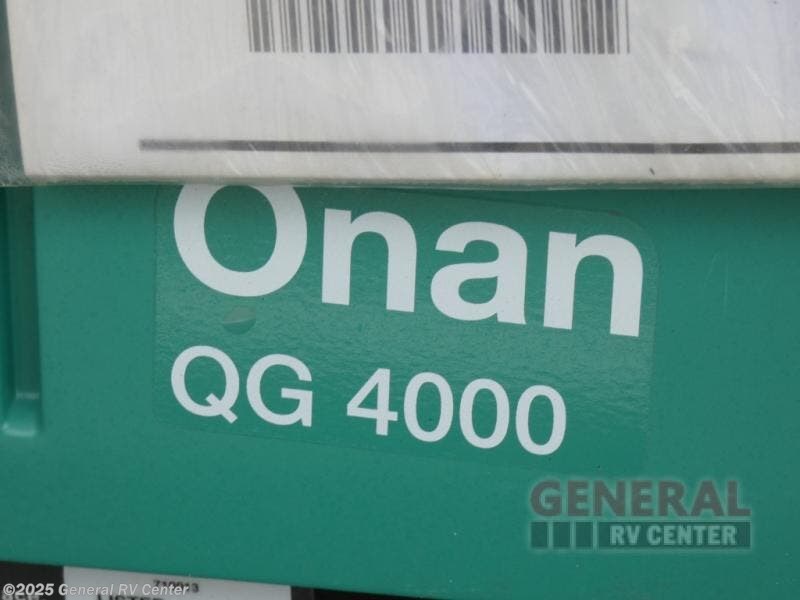 Onan
QG 4000
GENERAL
RV CENTER
©2025 General RV Center